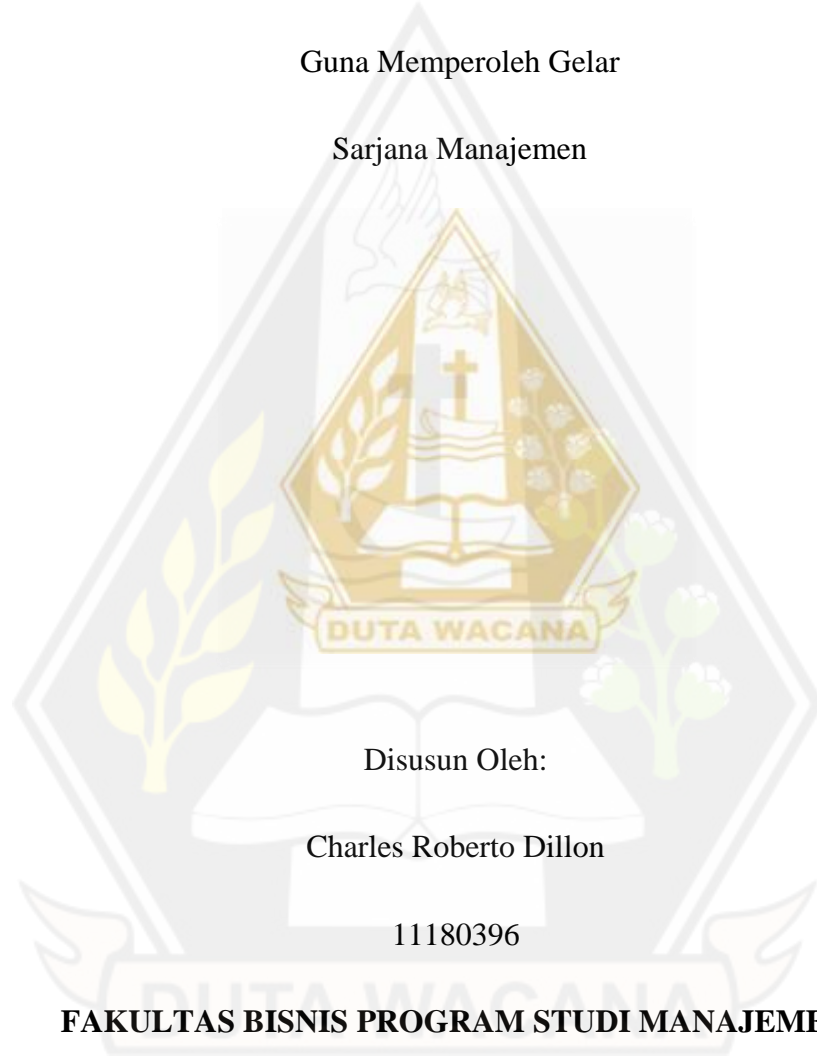 Guna Memperoleh Gelar
Sarjana Manajemen
DUTA WACANA
Disusun Oleh:
Charles Roberto Dillon
11180396
DUTA WACANA
FAKULTAS BISNIS PROGRAM STUDI MANAJEME